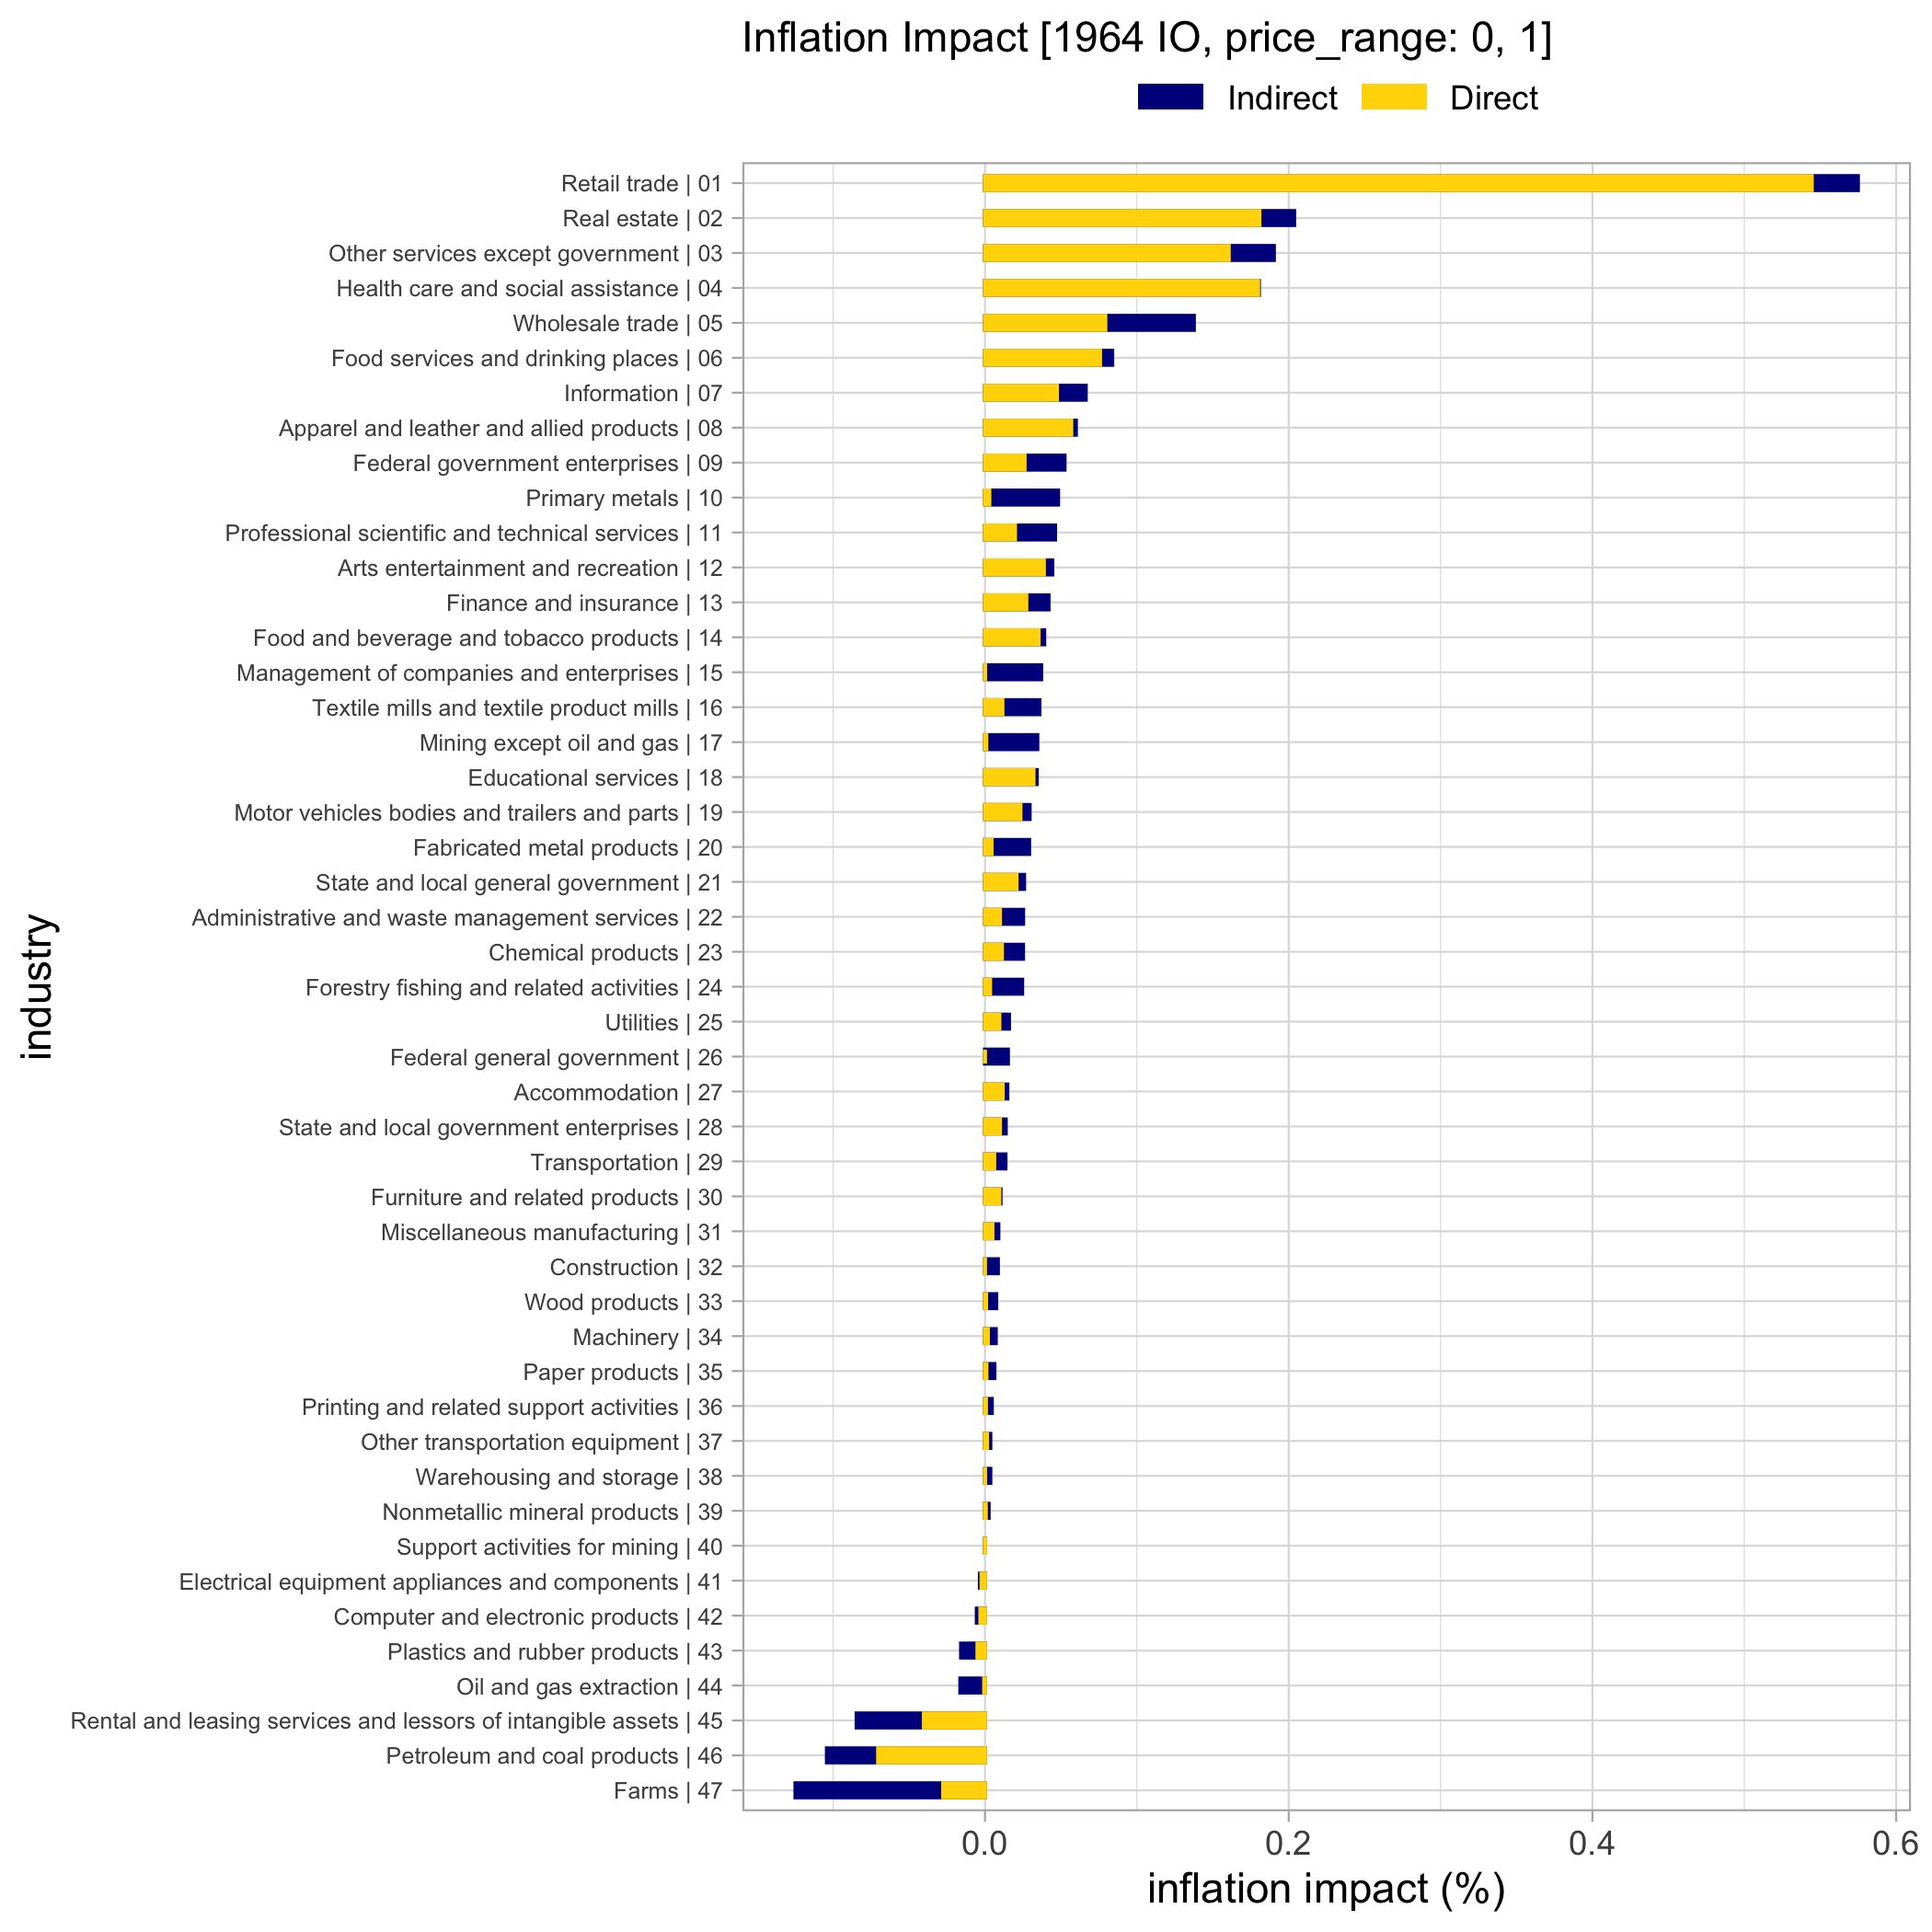 Inflation Impact [1964 IO, price_range: 0, 1]
Indirect Direct
Retail trade | 01
Real estate | 02
Other services except government | 03
Health care and social assistance | 04
Wholesale trade | 05
Food services and drinking places | 06
Information | 07
Apparel and leather and allied products | 08
Federal government enterprises | 09
Primary metals | 10
Professional scientific and technical services | 11
Arts entertainment and recreation | 12
Finance and insurance | 13
Food and beverage and tobacco products | 14
Management of companies and enterprises | 15
Textile mills and textile product mills | 16
Mining except oil and gas | 17
Educational services | 18
Motor vehicles bodies and trailers and parts | 19
Fabricated metal products | 20
State and local general government | 21
Administrative and waste management services | 22
Chemical products | 23
Forestry fishing and related activities | 24
Utilities | 25
Federal general government | 26
Accommodation | 27
State and local government enterprises | 28
Transportation | 29
Furniture and related products | 30
Miscellaneous manufacturing | 31
Construction | 32
Wood products | 33
Machinery | 34
Paper products | 35
Printing and related support activities | 36
Other transportation equipment | 37
Warehousing and storage | 38
Nonmetallic mineral products | 39
Support activities for mining | 40
Electrical equipment appliances and components | 41
Computer and electronic products | 42
Plastics and rubber products | 43
Oil and gas extraction | 44
Rental and leasing services and lessors of intangible assets | 45
Petroleum and coal products | 46
Farms | 47
industry
0.0 0.2 0.4 0.6
inflation impact (%)